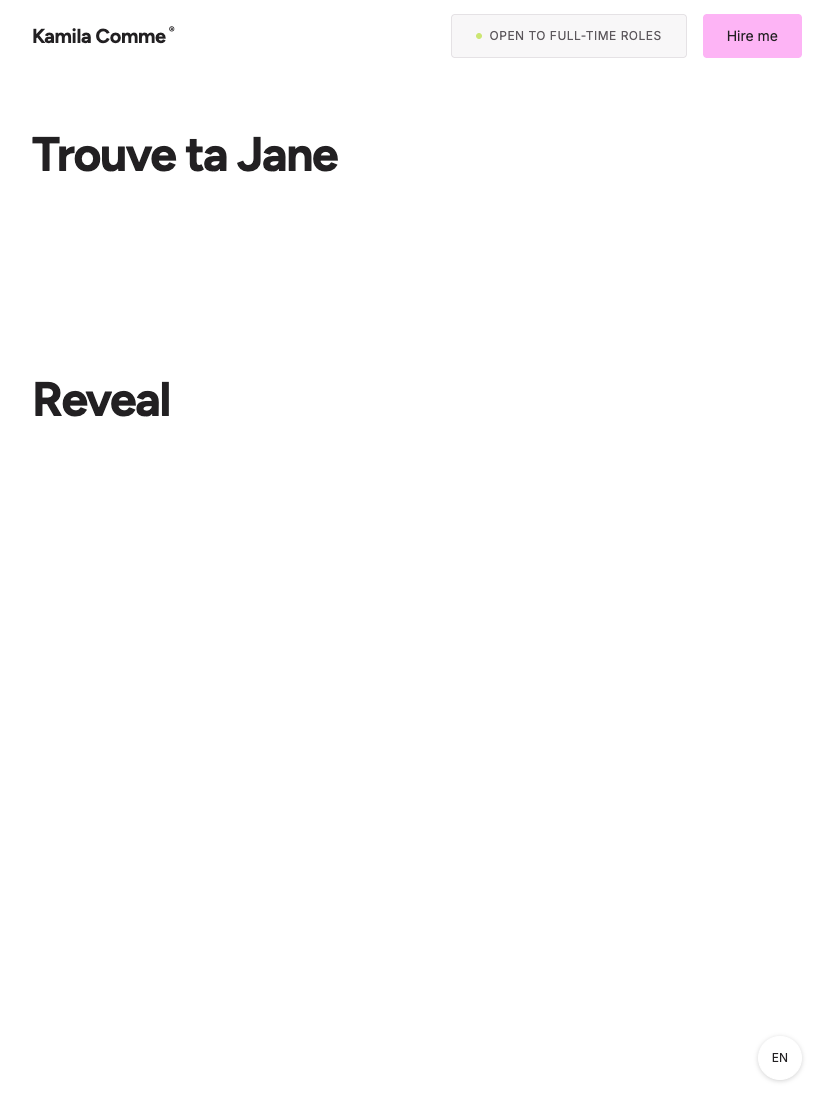 Kamila Comme ®
OPEN TO FULL-TIME ROLES
Hire me
Trouve ta Jane
Reveal
EN